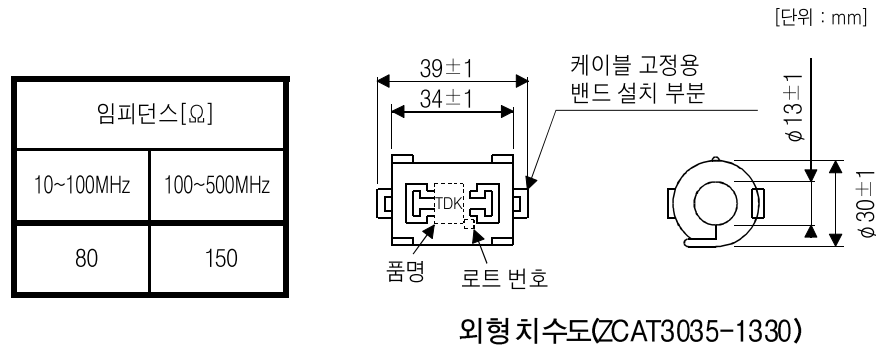 [단위 : mm]
임피던스[Ω]
10~100MHz 100~500MHz
80 150
39±1
34±1
케이블 고정용
밴드 설치 부분
TDK
품명
로트 번호
φ13±1
φ30±1
외형 치수도(ZCAT3035-1330)